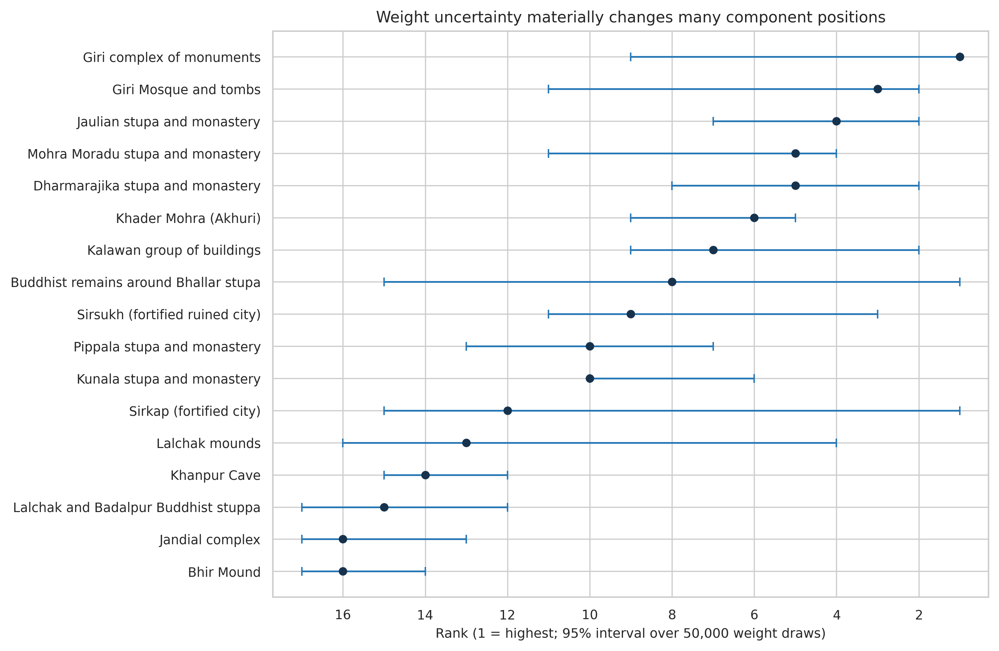 Weight uncertainty materially changes many component positions
Giri complex of monuments
Giri Mosque and tombs
Jaulian stupa and monastery
Mohra Moradu stupa and monastery
Dharmarajika stupa and monastery
Khader Mohra (Akhuri)
Kalawan group of buildings
Buddhist remains around Bhallar stupa
Sirsukh (fortified ruined city)
Pippala stupa and monastery
Kunala stupa and monastery
Sirkap (fortified city)
Lalchak mounds
Khanpur Cave
Lalchak and Badalpur Buddhist stuppa
Jandial complex
Bhir Mound
16 14 12 10 8 6 4 2
Rank (1 = highest; 95% interval over 50,000 weight draws)